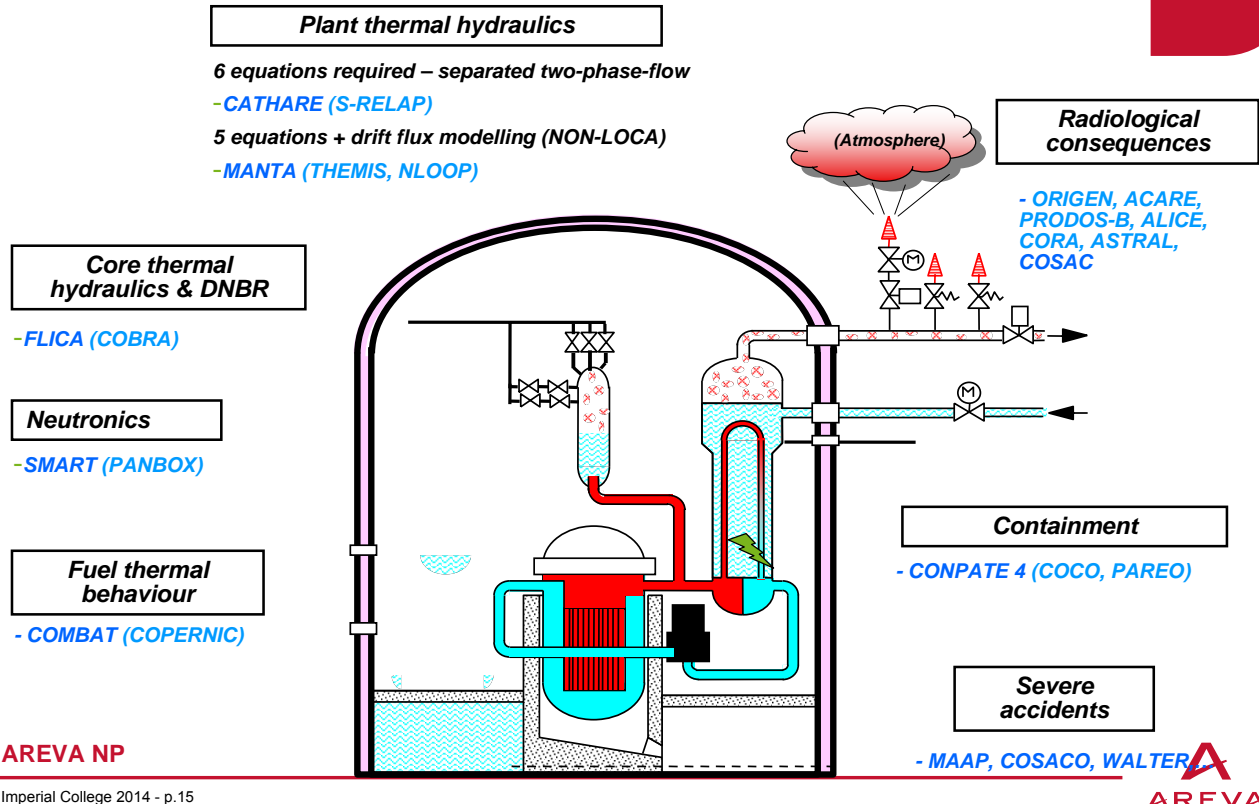 Plant thermal hydraulics
6 equations required – separated two-phase-flow
-CATHARE (S-RELAP)
5 equations + drift flux modelling (NON-LOCA)
-MANTA (THEMIS, NLOOP)
(Atmosphere)
Radiological
consequences
- ORIGEN, ACARE,
PRODOS-B, ALICE,
CORA, ASTRAL,
COSAC
Core thermal
hydraulics & DNBR
-FLICA (COBRA)
M
M
Neutronics
-SMART (PANBOX)
Containment
- CONPATE 4 (COCO, PAREO)
Fuel thermal
behaviour
- COMBAT (COPERNIC)
Severe
accidents
- MAAP, COSACO, WALTER,...
AREVA NP
Imperial College 2014 - p.15
AREVA